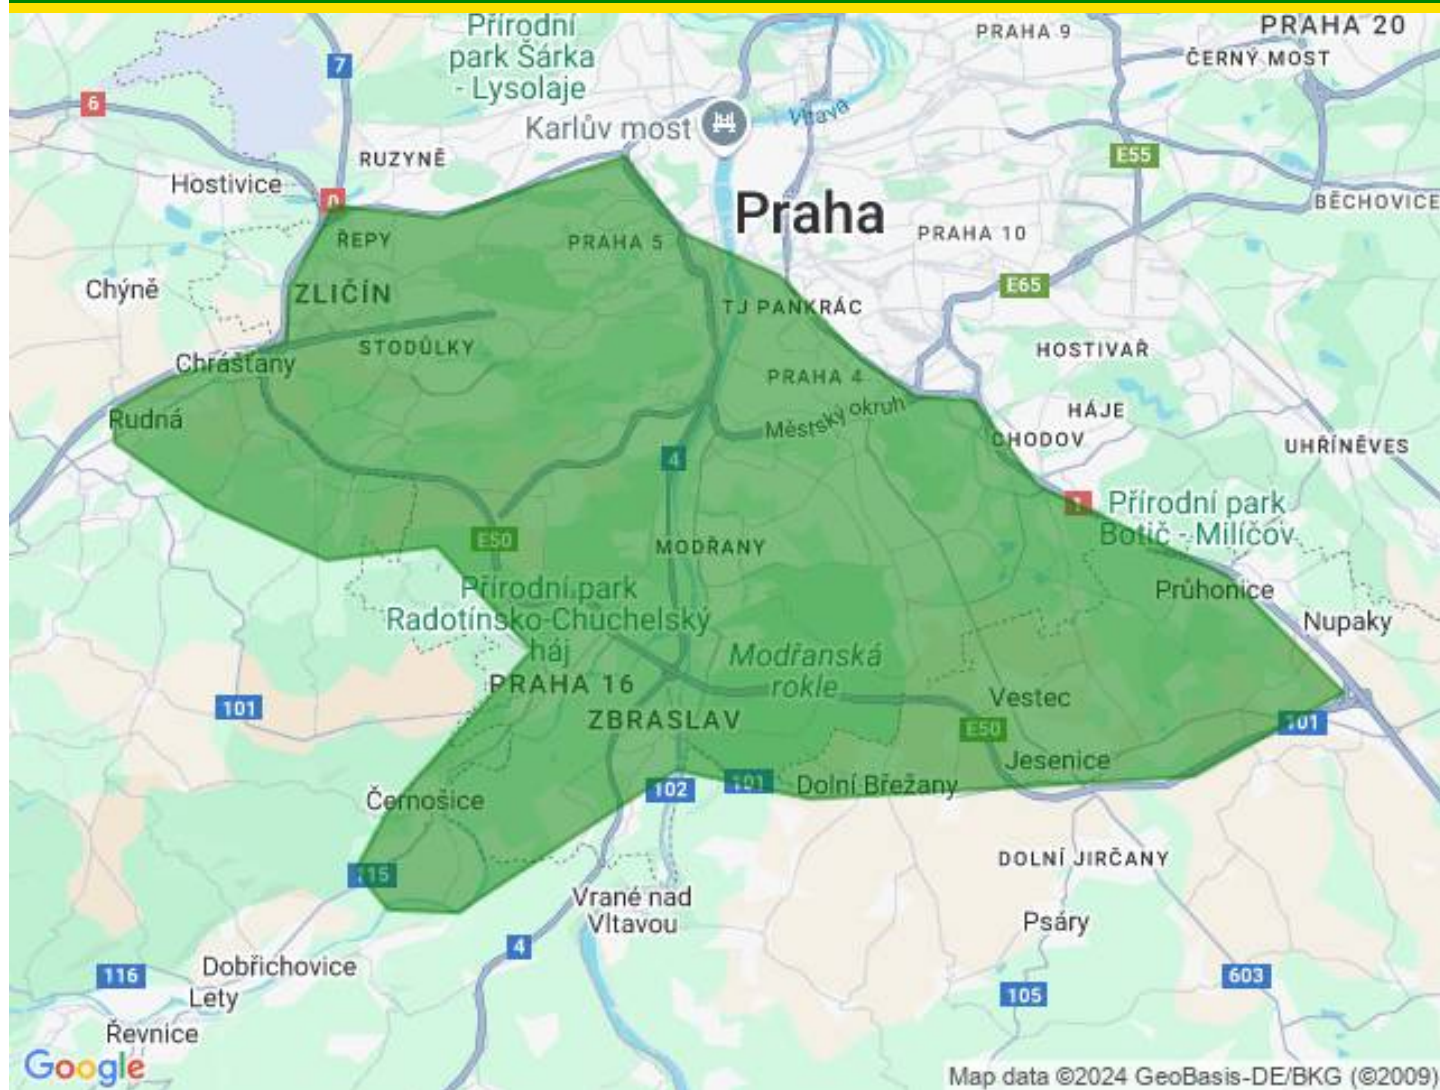 Přírodní
park Šárka
- Lysolaje
PRAHA 9
PRAHA 20
ČERNÝ MOST
7
6
Karlův most
Vltava
RUZYNĚ
E55
Hostivice
0
Praha
BĚCHOVICE
ŘEPY
PRAHA 5
PRAHA 10
Chýně
ZLIČÍN
E65
TJ PANKRÁC
STODŮLKY
HOSTIVAŘ
Chrášťany
PRAHA 4
Rudná
Městský okruh
HÁJE
CHODOV
UHŘÍNĚVES
4
1
Přírodní park
Botič - Milíčov
E50
MODŘANY
Přírodní park
Radotínsko-Chuchelský
háj
Průhonice
Nupaky
Modřanská
rokle
PRAHA 16
Vestec
101
ZBRASLAV
E50
101
Jesenice
102
101
Dolní Břežany
Černošice
115
DOLNÍ JIRČANY
Vrané nad
Vltavou
Psáry
4
116
Dobřichovice
603
Lety
105
Řevnice
Google
Map data ©2024 GeoBasis-DE/BKG (©2009)